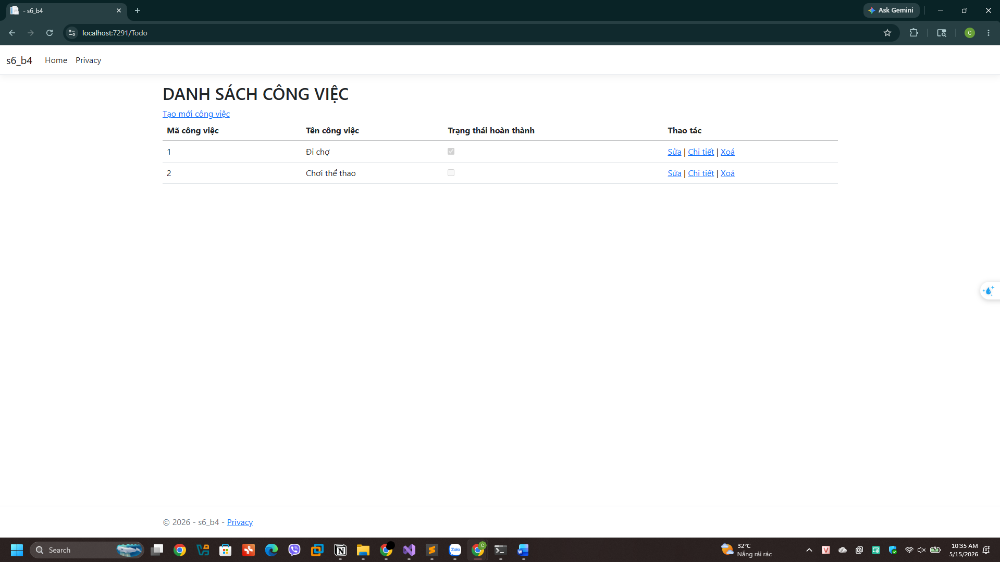 - s6_b4
Ask Gemini
localhost:7291/Todo
C
s6_b4 Home Privacy
DANH SÁCH CÔNG VIỆC
Tạo mới công việc
Mã công việc Tên công việc Trạng thái hoàn thành Thao tác
1 Đi chợ Sửa | Chi tiết | Xoá
2 Chơi thể thao Sửa | Chi tiết | Xoá
© 2026 - s6_b4 - Privacy
Search
Zalo
C
32°C
Nắng rải rác
10:35 AM
5/15/2026